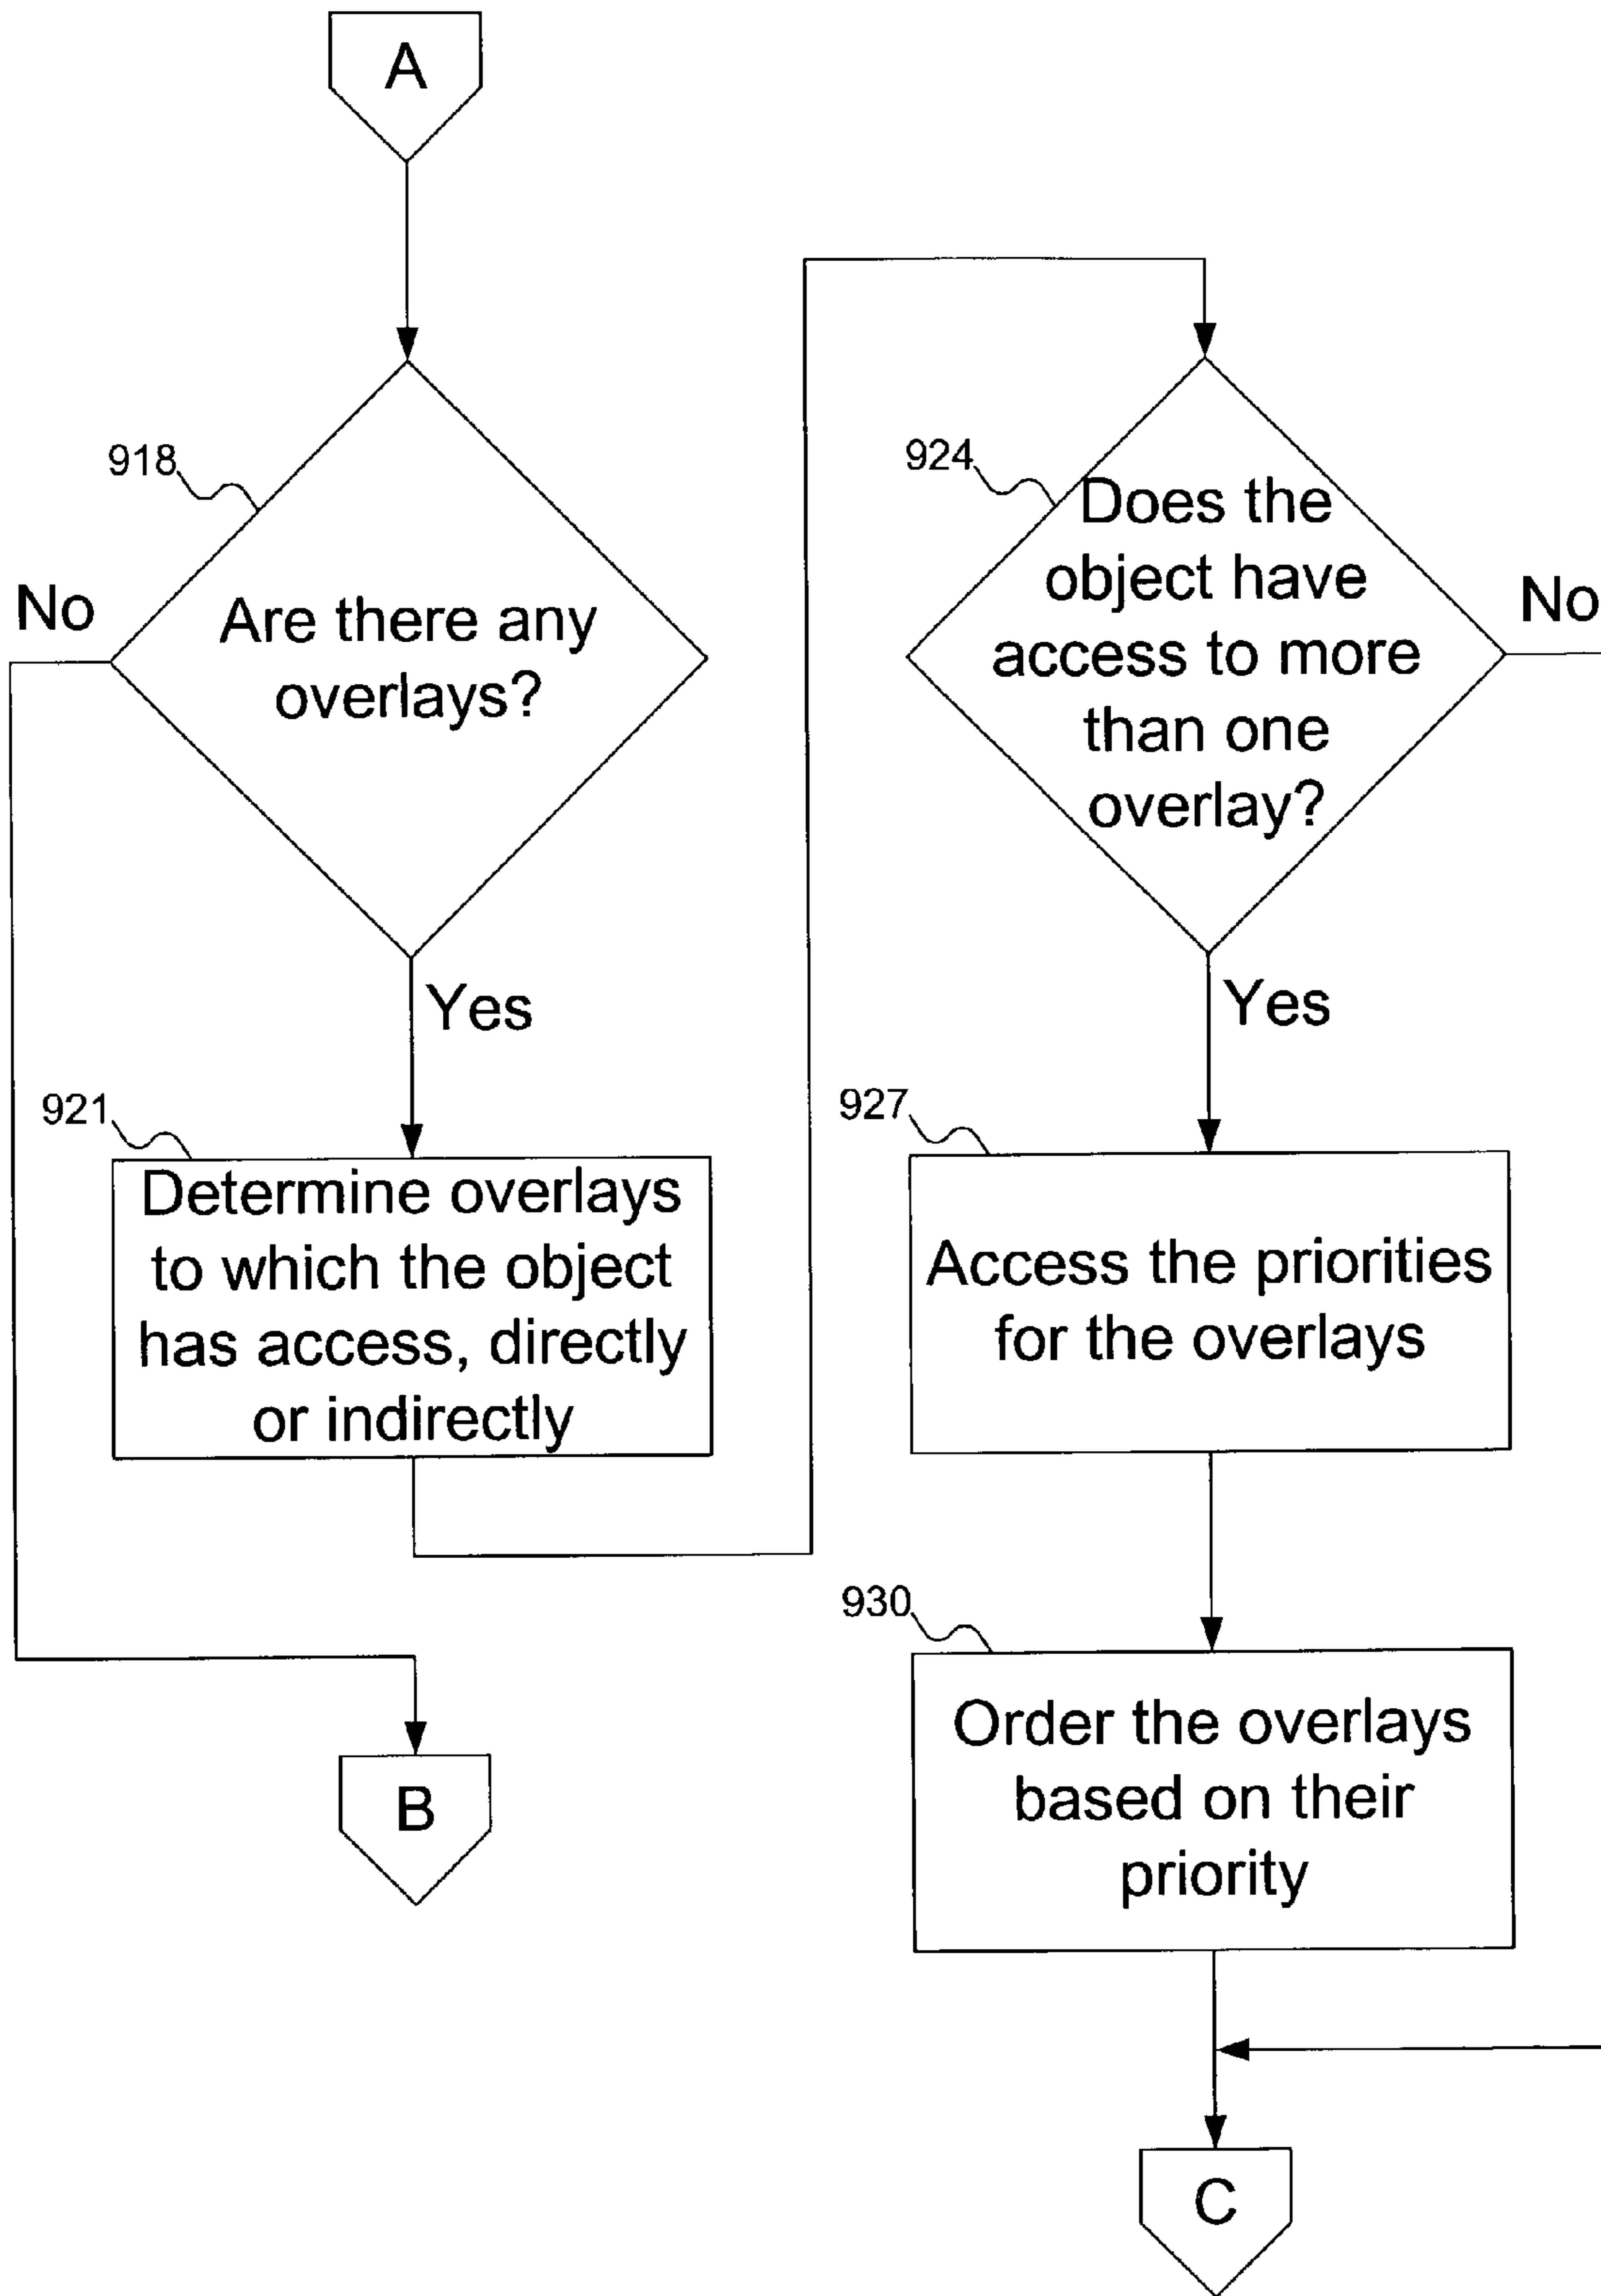 A
918
No
Are there any
overlays?
Yes
921
Determine overlays
to which the object
has access, directly
or indirectly
B
924
Does the
object have
access to more
than one
overlay?
No
Yes
927
Access the priorities
for the overlays
930
Order the overlays
based on their
priority
C